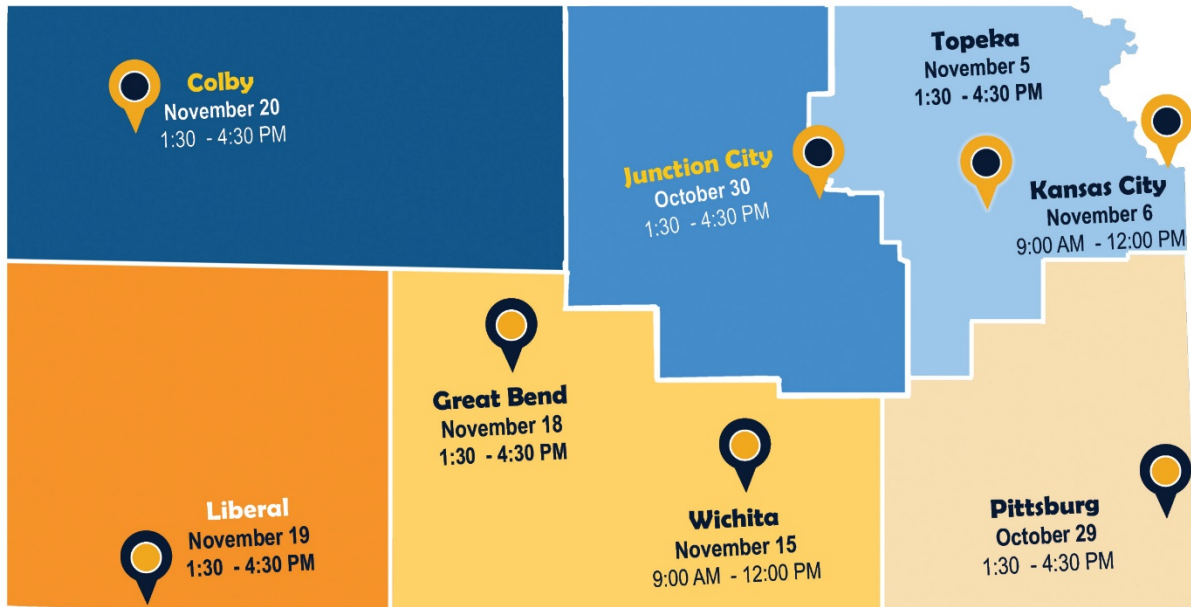 Colby
November 20
1:30 - 4:30 PM
Junction City
October 30
1:30 - 4:30 PM
Topeka
November 5
1:30 - 4:30 PM
Kansas City
November 6
9:00 AM - 12:00 PM
Liberal
November 19
1:30 - 4:30 PM
Great Bend
November 18
1:30 - 4:30 PM
Wichita
November 15
9:00 AM - 12:00 PM
Pittsburg
October 29
1:30 - 4:30 PM